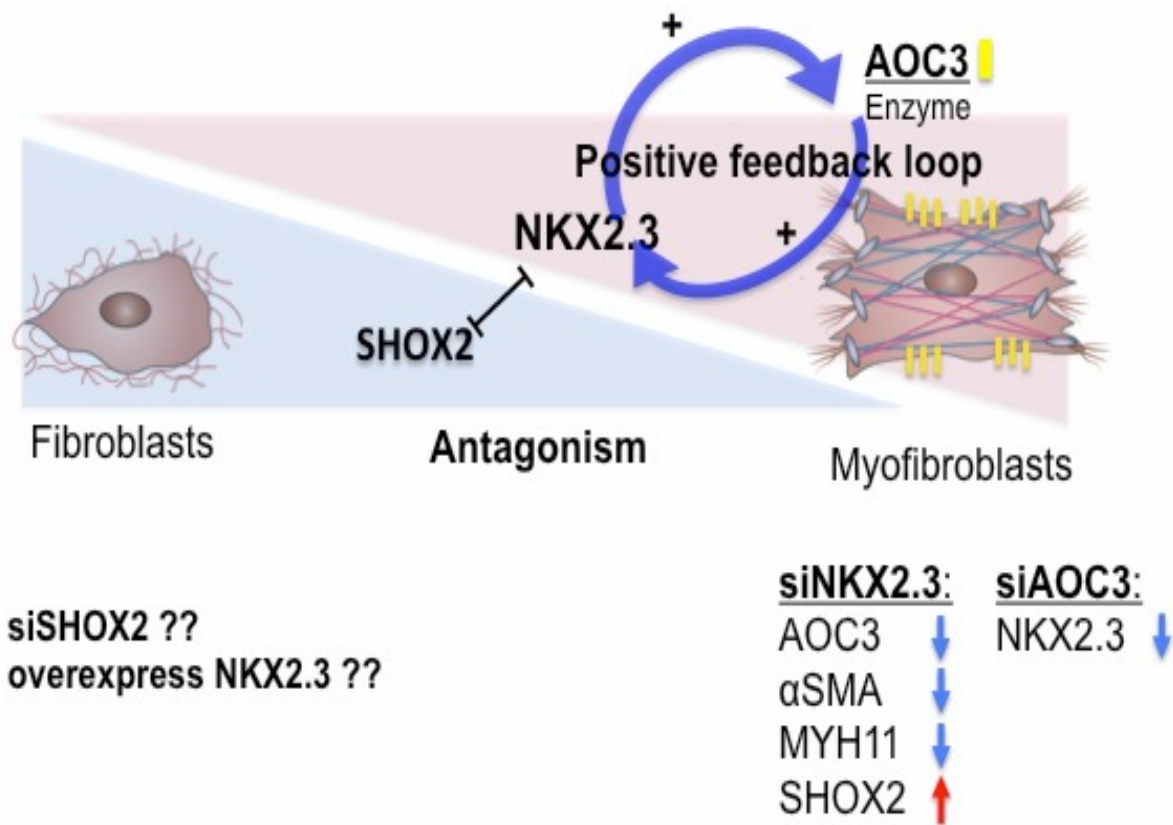 +
AOC3
Enzyme
Positive feedback loop
NKX2.3
+
SHOX2
Fibroblasts
Antagonism
Myofibroblasts
siSHOX2 ??
overexpress NKX2.3 ??
siNKX2.3:
AOC3
αSMA
MYH11
SHOX2
siAOC3:
NKX2.3